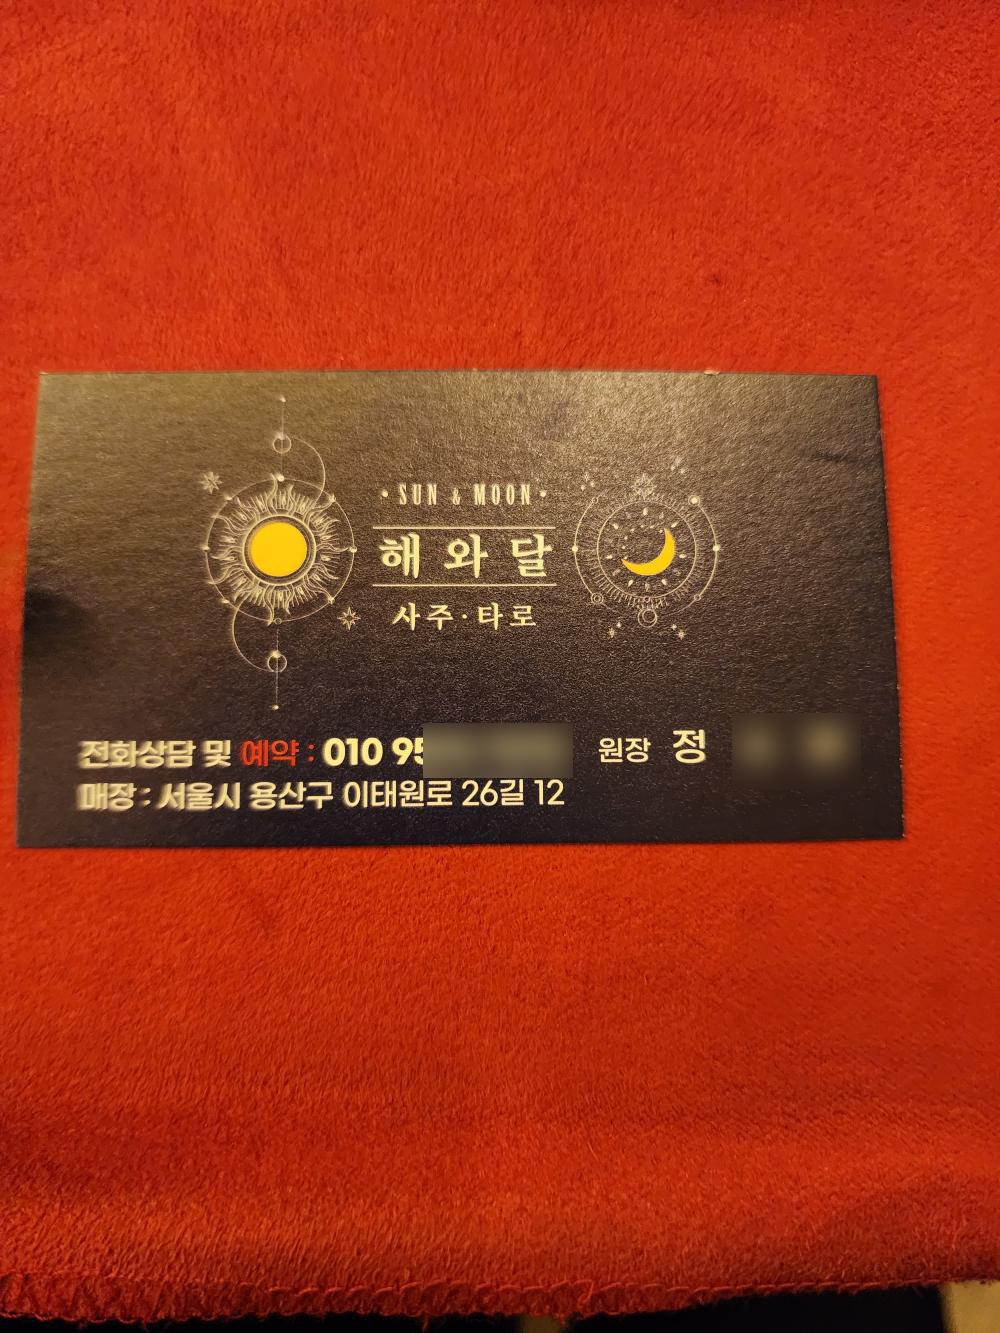 • SUN & MOON •
해와달
사주·타로
전화상담 및 예약 : 010 95
원장 정
매장 : 서울시 용산구 이태원로 26길 12